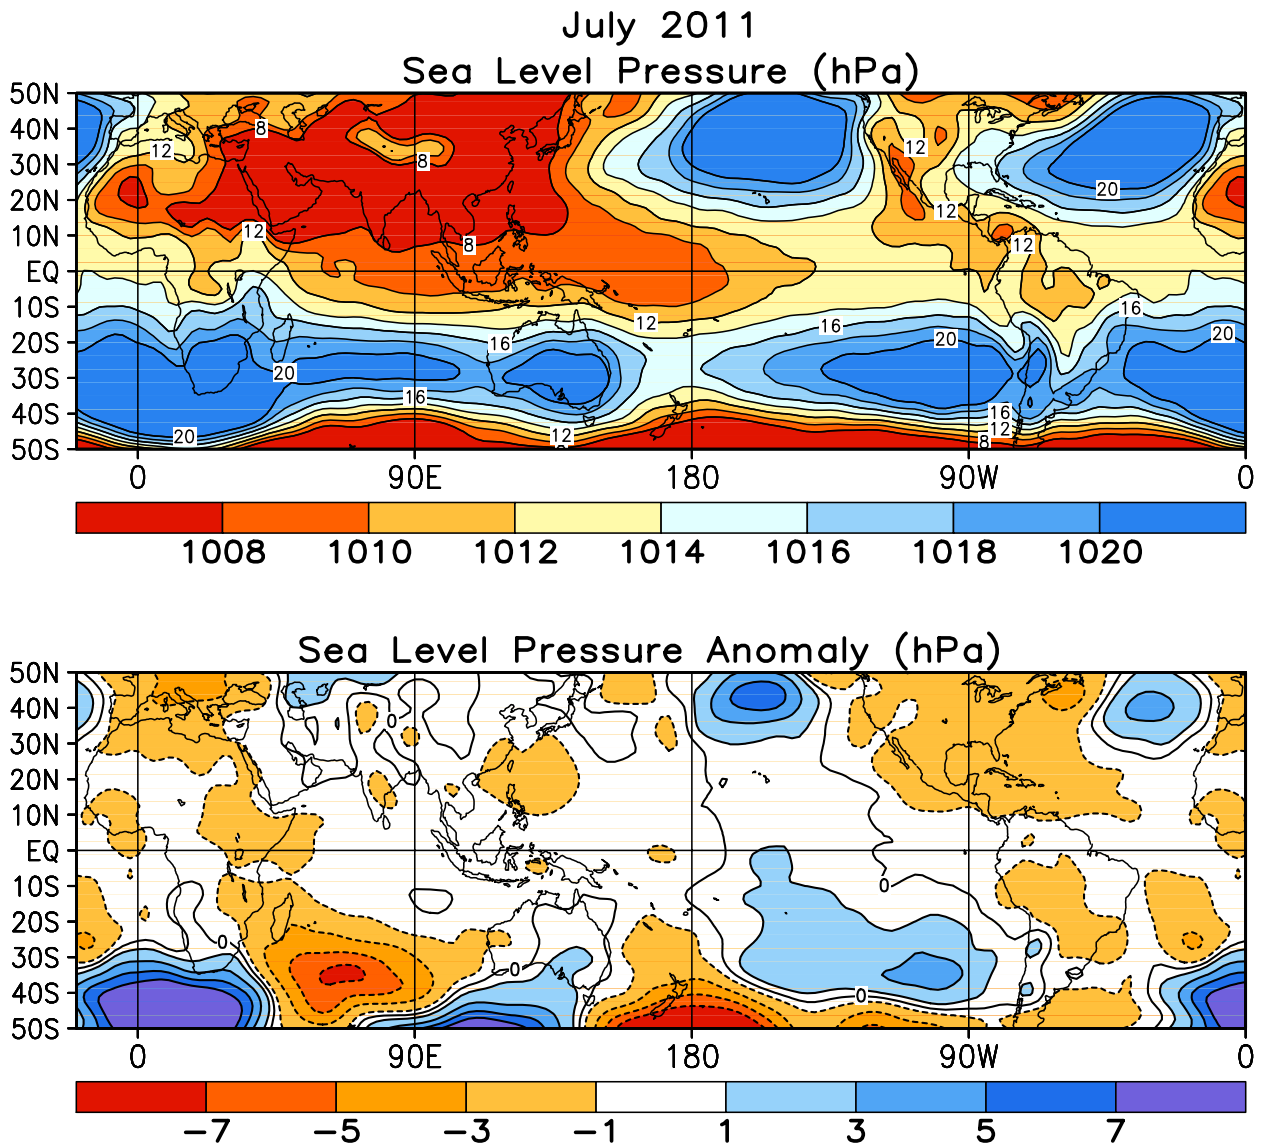 July 2011
Sea Level Pressure (hPa)
50N
40N
30N
20N
10N
EQ
10S
20S
30S
40S
50S
8
12
8
12
8
20
12
12
12
12
16
16
16
20
20
20
16
16
12
20
12
8
0
90E
180
90W
0
1008 1010 1012 1014 1016 1018 1020
Sea Level Pressure Anomaly (hPa)
50N
40N
30N
20N
10N
EQ
10S
20S
30S
40S
50S
0
0
0
0
0
0
90E
180
90W
0
−7 −5 −3 −1 1 3 5 7